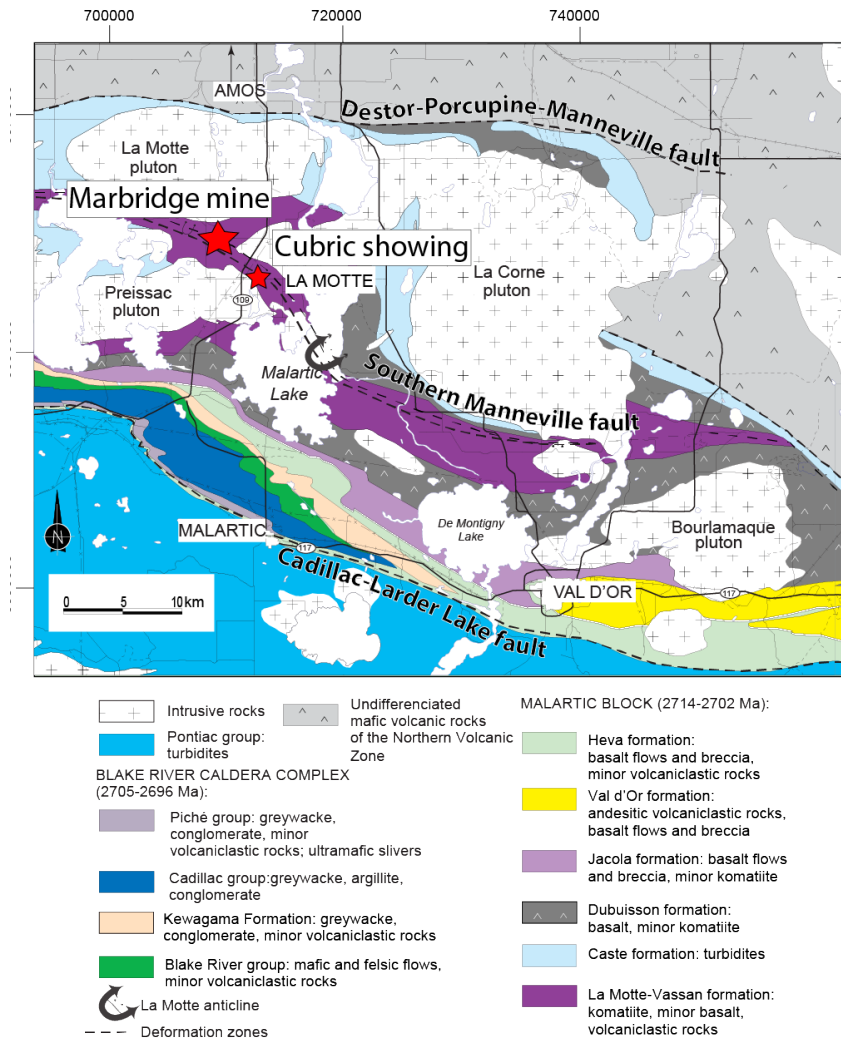 700000 720000 740000
AMOS
Destor-Porcupine-Manneville fault
La Motte
pluton
Marbridge mine
Cubric showing
La Corne
pluton
LA MOTTE
Preissac
pluton
109
Malartic
Lake
Southern Manneville fault
De Montigny
Lake
Bourlamaque
pluton
N
MALARTIC
117
Cadillac-Larder Lake fault
VAL D'OR
117
0 5 10 km
Intrusive rocks
Pontiac group:
turbidites
Undifferenciated
mafic volcanic rocks
of the Northern Volcanic
Zone
BLAKE RIVER CALDERA COMPLEX
(2705-2696 Ma):
Piché group: greywacke,
conglomerate, minor
volcaniclastic rocks; ultramafic slivers
Cadillac group:greywacke, argillite,
conglomerate
Kewagama Formation: greywacke,
conglomerate, minor volcaniclastic rocks
Blake River group: mafic and felsic flows,
minor volcaniclastic rocks
La Motte anticline
Deformation zones
MALARTIC BLOCK (2714-2702 Ma):
Heva formation:
basalt flows and breccia,
minor volcaniclastic rocks
Val d'Or formation:
andesitic volcaniclastic rocks,
basalt flows and breccia
Jacola formation: basalt flows
and breccia, minor komatiite
Dubuisson formation:
basalt, minor komatiite
Caste formation: turbidites
La Motte-Vassan formation:
komatiite, minor basalt,
volcaniclastic rocks